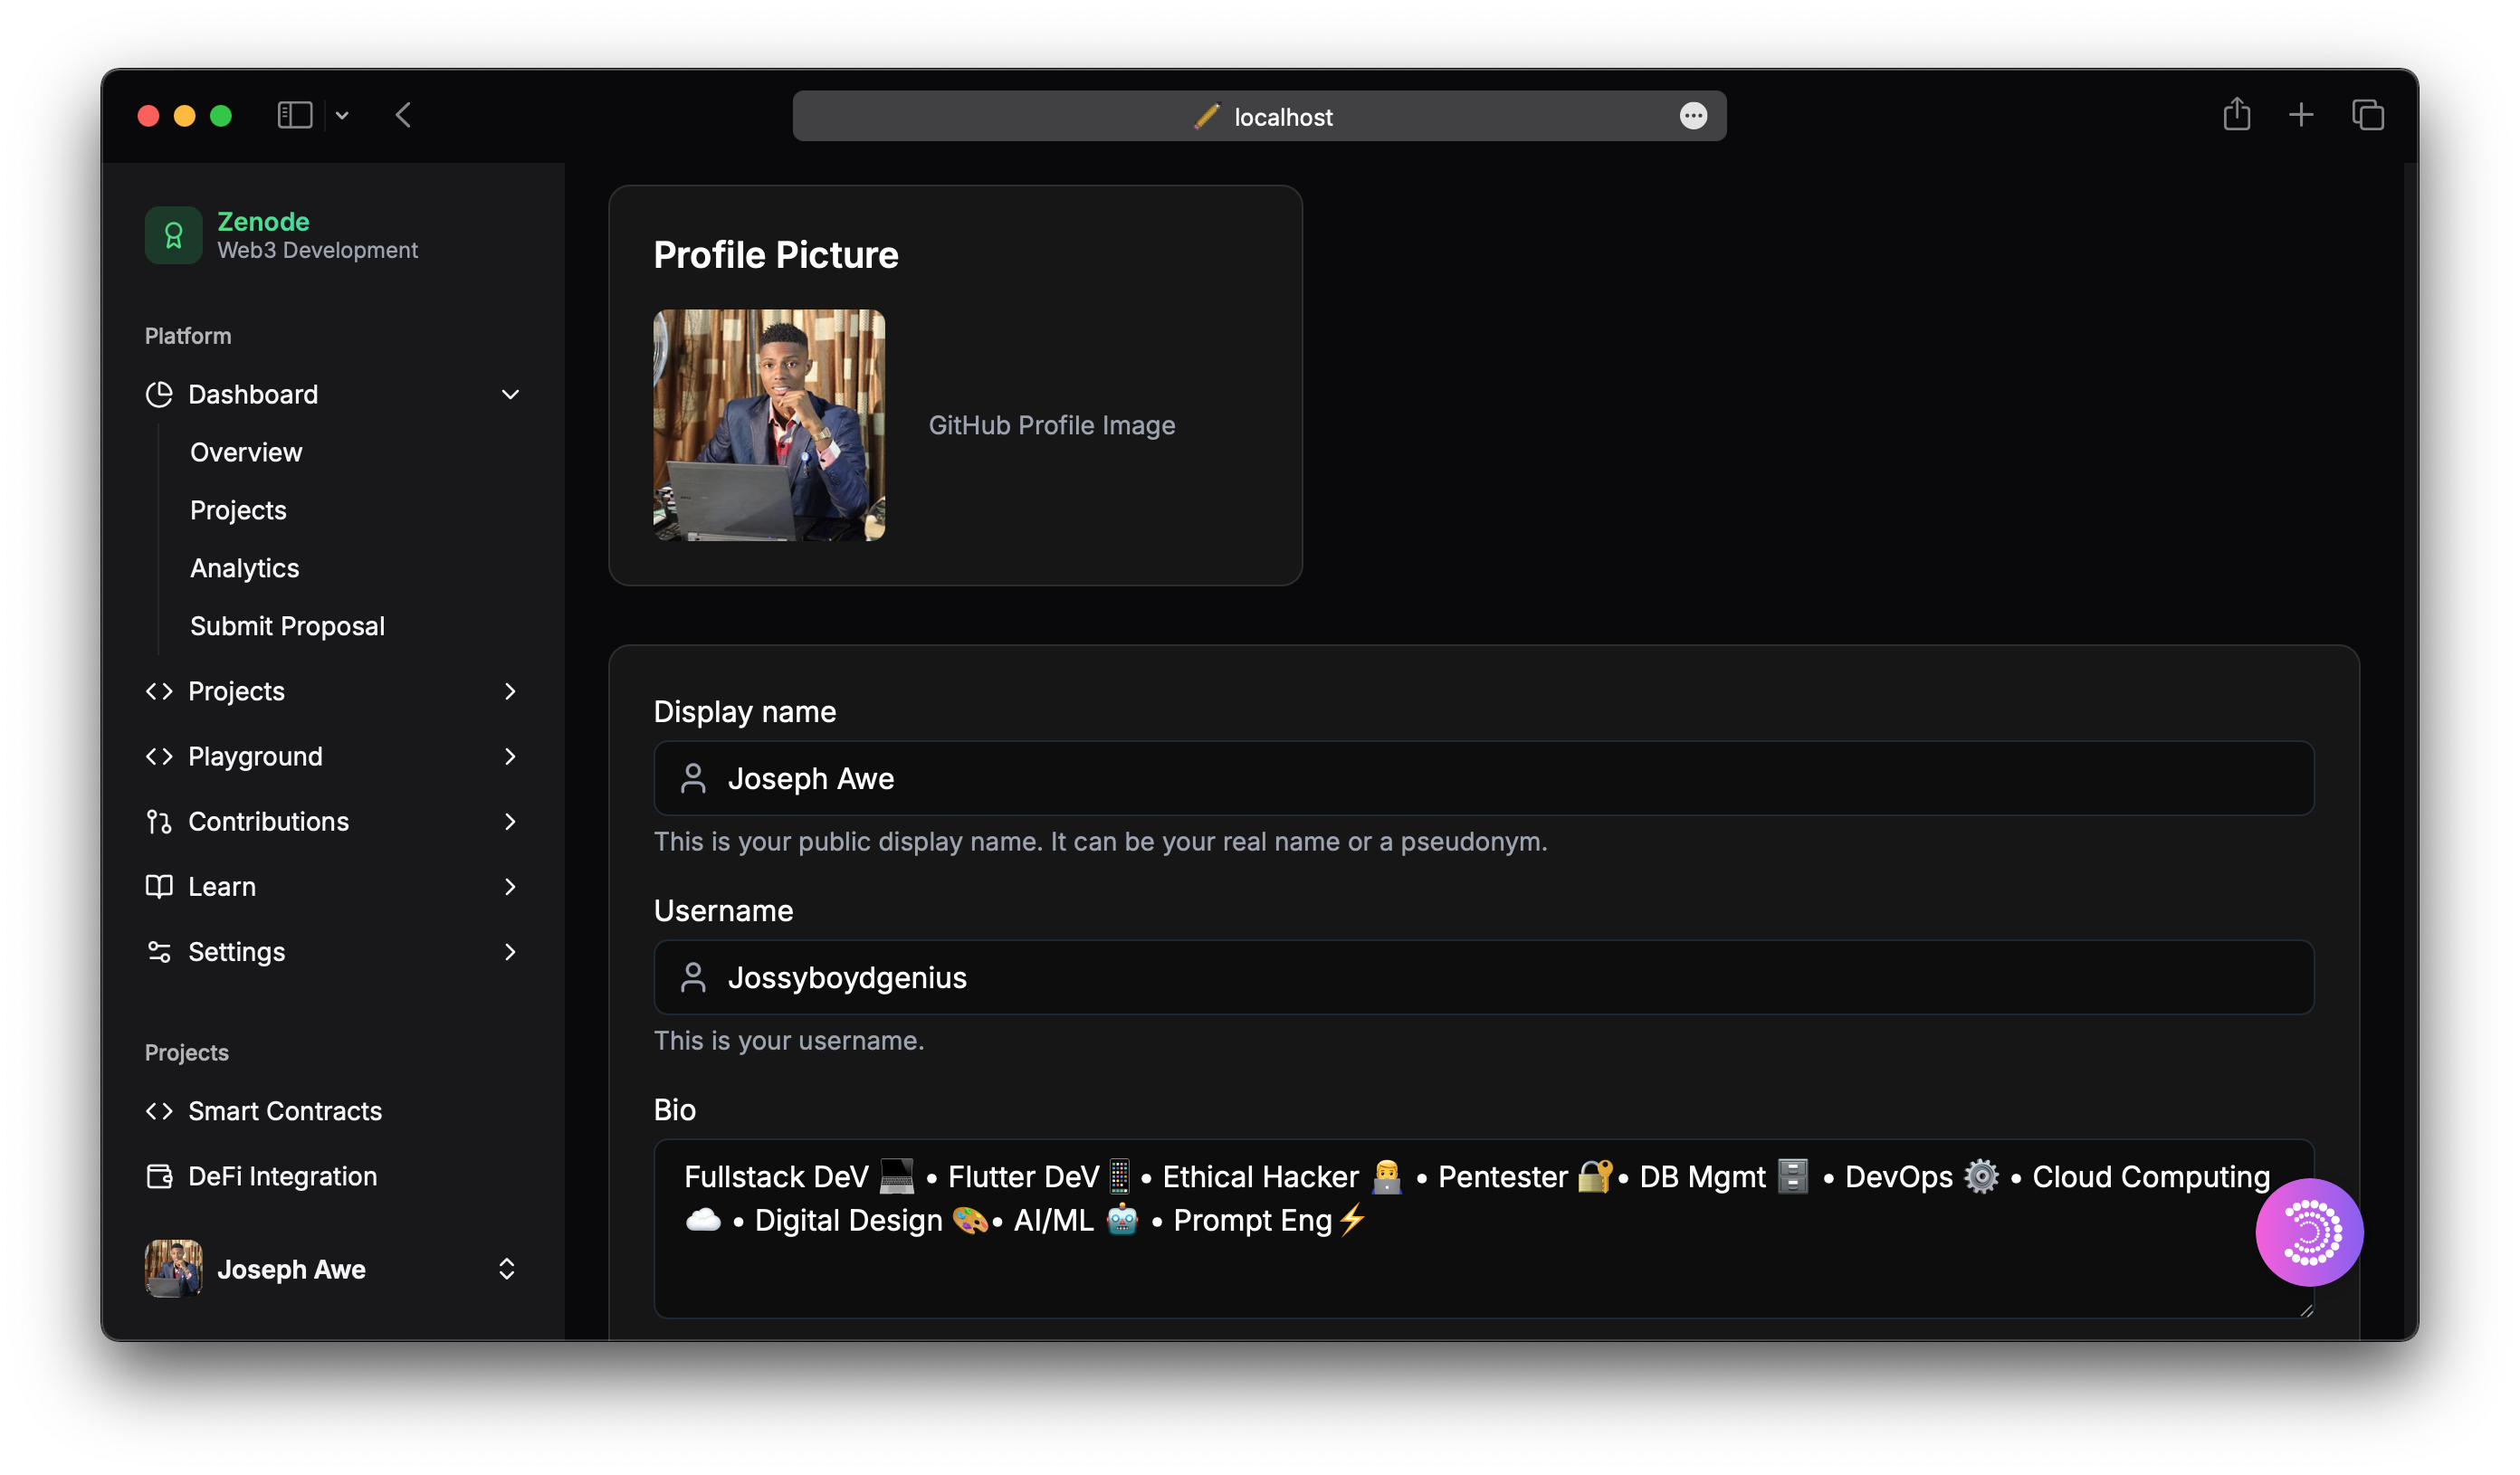 localhost
Zenode
Web3 Development
Platform
Dashboard
Overview
Projects
Analytics
Submit Proposal
Projects
Playground
Contributions
Learn
Settings
Projects
Smart Contracts
DeFi Integration
Joseph Awe
Profile Picture
GitHub Profile Image
Display name
Joseph Awe
This is your public display name. It can be your real name or a pseudonym.
Username
Jossyboydgenius
This is your username.
Bio
Fullstack DeV 💻 • Flutter DeV📱• Ethical Hacker 👨‍💻 • Pentester 🔐• DB Mgmt 🗄️ • DevOps ⚙️ • Cloud Computing
☁️ • Digital Design 🎨• AI/ML 🤖 • Prompt Eng⚡